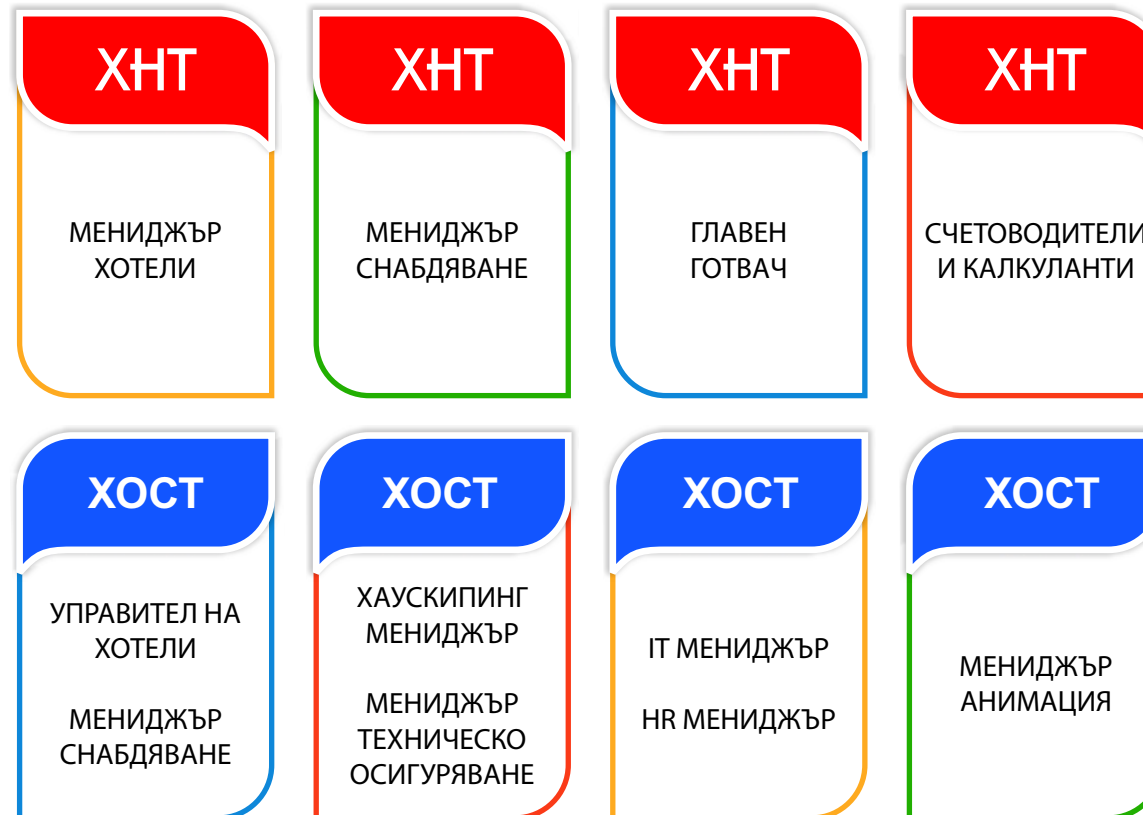 ХНТ
МЕНИДЖЪР
ХОТЕЛИ
ХНТ
МЕНИДЖЪР
СНАБДЯВАНЕ
ХНТ
ГЛАВЕН
ГОТВАЧ
ХНТ
СЧЕТОВОДИТЕЛИ
И КАЛКУЛАНТИ
ХОСТ
УПРАВИТЕЛ НА
ХОТЕЛИ
МЕНИДЖЪР
СНАБДЯВАНЕ
ХОСТ
ХАУСКИПИНГ
МЕНИДЖЪР
МЕНИДЖЪР
ТЕХНИЧЕСКО
ОСИГУРЯВАНЕ
ХОСТ
IT МЕНИДЖЪР
HR МЕНИДЖЪР
ХОСТ
МЕНИДЖЪР
АНИМАЦИЯ